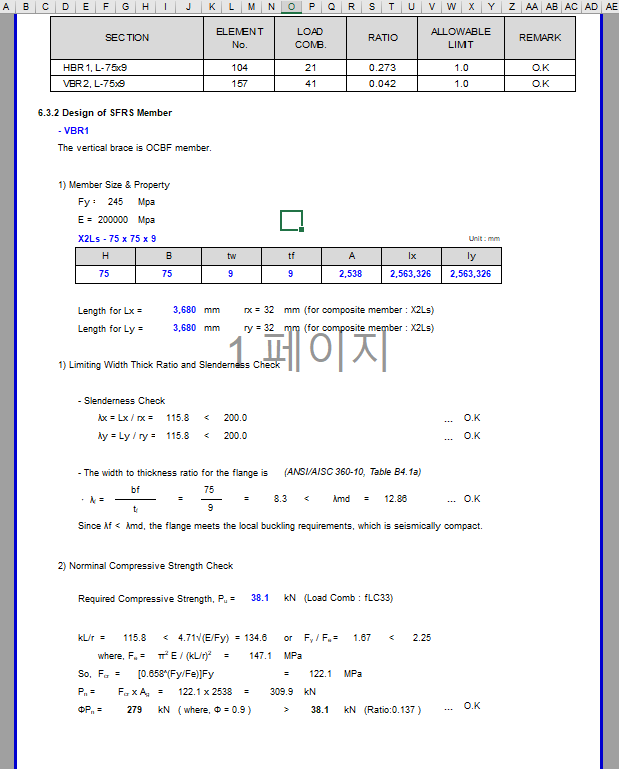 A B C D E F G H I J K L M N O P Q R S T U V W X Y Z AA AB AC AD AE
SECTION ELEMENT No. LOAD COMB. RATIO ALLOWABLE LIMIT REMARK
HBR1, L-75x9 104 21 0.273 1.0 O.K
VBR2, L-75x9 157 41 0.042 1.0 O.K
6.3.2 Design of SFRS Member
- VBR1
The vertical brace is OCBF member.
1) Member Size & Property
Fy : 245 Mpa
E = 200000 Mpa
X2Ls - 75 x 75 x 9 Unit : mm
H B tw tf A Ix Iy
75 75 9 9 2,538 2,563,326 2,563,326
Length for Lx = 3,680 mm rx = 32 mm (for composite member : X2Ls)
Length for Ly = 3,680 mm ry = 32 mm (for composite member : X2Ls)
1 페이지
1) Limiting Width Thick Ratio and Slenderness Check
- Slenderness Check
λx = Lx / rx = 115.8 < 200.0 ... O.K
λy = Ly / ry = 115.8 < 200.0 ... O.K
- The width to thickness ratio for the flange is (ANSI/AISC 360-10, Table B4.1a)
· λf = bf / tf = 75 / 9 = 8.3 < λmd = 12.86 ... O.K
Since λf < λmd, the flange meets the local buckling requirements, which is seismically compact.
2) Norminal Compressive Strength Check
Required Compressive Strength, Pu = 38.1 kN (Load Comb : fLC33)
kL/r = 115.8 < 4.71√(E/Fy) = 134.6 or Fy / Fe = 1.67 < 2.25
where, Fe = π² E / (kL/r)² = 147.1 MPa
So, Fcr = [0.658^(Fy/Fe)]Fy = 122.1 MPa
Pn = Fcr x Ag = 122.1 x 2538 = 309.9 kN
ΦPn = 279 kN ( where, Φ = 0.9 ) > 38.1 kN (Ratio:0.137 ) ... O.K